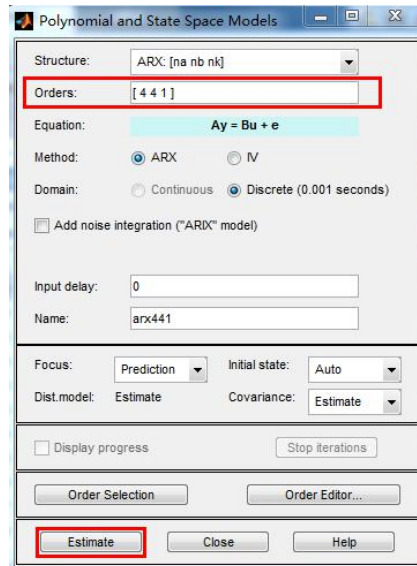 Polynomial and State Space Models
Structure: ARX: [na nb nk]
Orders: [ 4 4 1 ]
Equation: Ay = Bu + e
Method: ARX IV
Domain: Continuous Discrete (0.001 seconds)
Add noise integration ("ARIX" model)
Input delay: 0
Name: arx441
Focus: Prediction Initial state: Auto
Dist.model: Estimate Covariance: Estimate
Display progress Stop iterations
Order Selection Order Editor...
Estimate Close Help